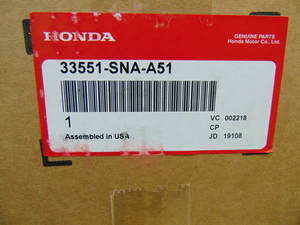 HONDA
GENUINE PARTS
Honda Motor Co., Ltd.
33551-SNA-A51
1
VC 002218
CP
Assembled in USA
JD 19108